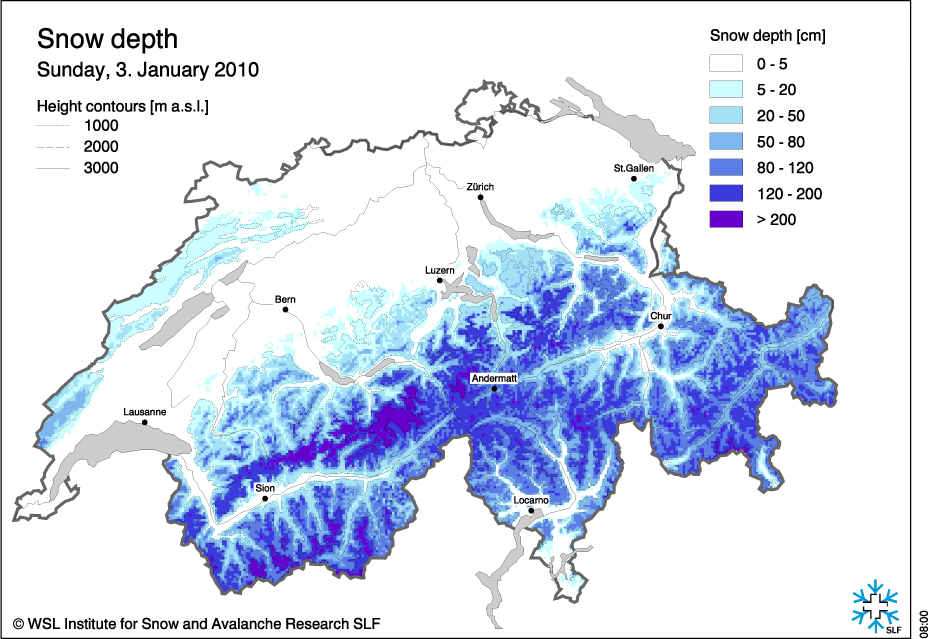 Snow depth
Sunday, 3. January 2010
Height contours [m a.s.l.]
1000
2000
3000
Snow depth [cm]
0 - 5
5 - 20
20 - 50
50 - 80
80 - 120
120 - 200
> 200
St.Gallen
Zürich
Luzern
Bern
Chur
Andermatt
Lausanne
Sion
Locarno
© WSL Institute for Snow and Avalanche Research SLF
SLF
08:00